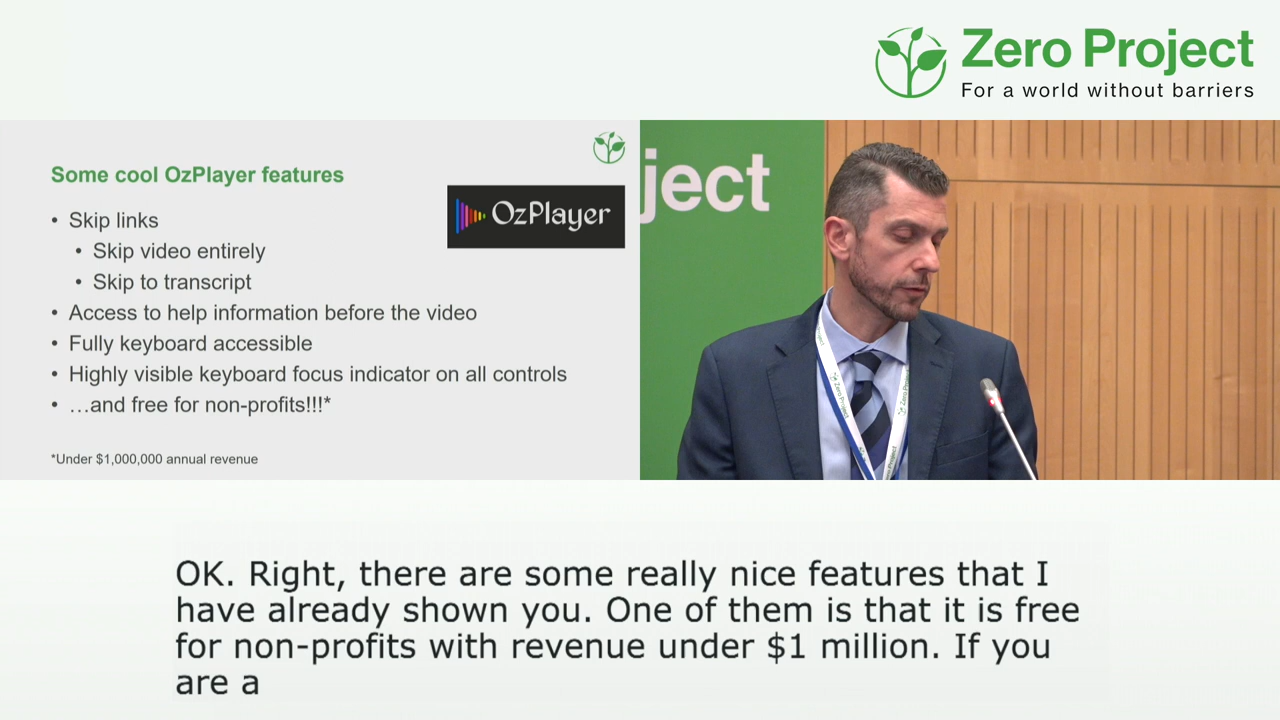 Zero Project
For a world without barriers
Some cool OzPlayer features
OzPlayer
• Skip links
• Skip video entirely
• Skip to transcript
• Access to help information before the video
• Fully keyboard accessible
• Highly visible keyboard focus indicator on all controls
• …and free for non-profits!!!*
*Under $1,000,000 annual revenue
ject
Zero Project
Zero Project
OK. Right, there are some really nice features that I
have already shown you. One of them is that it is free
for non-profits with revenue under $1 million. If you
are a